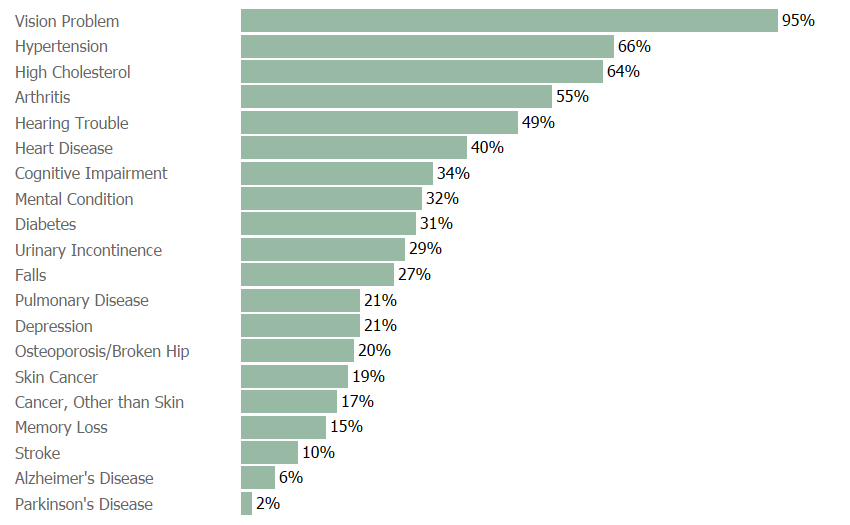 Vision Problem 95%
Hypertension 66%
High Cholesterol 64%
Arthritis 55%
Hearing Trouble 49%
Heart Disease 40%
Cognitive Impairment 34%
Mental Condition 32%
Diabetes 31%
Urinary Incontinence 29%
Falls 27%
Pulmonary Disease 21%
Depression 21%
Osteoporosis/Broken Hip 20%
Skin Cancer 19%
Cancer, Other than Skin 17%
Memory Loss 15%
Stroke 10%
Alzheimer's Disease 6%
Parkinson's Disease 2%